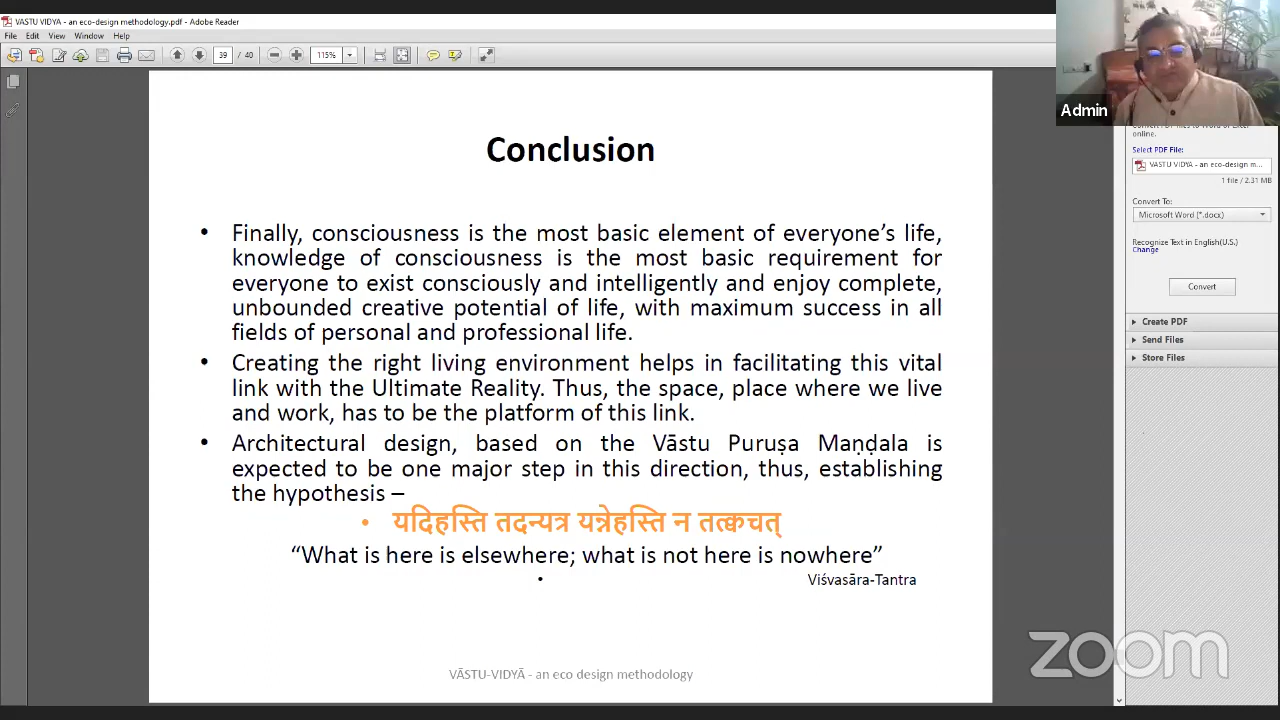 VASTU VIDYA - an eco-design methodology.pdf - Adobe Reader
File Edit View Window Help
39 / 40
115%
Admin
online.
Select PDF File:
VASTU VIDYA - an eco-design m...
1 file / 2.31 MB
Convert To:
Microsoft Word (*.docx)
Recognize Text in English(U.S.)
Change
Convert
Create PDF
Send Files
Store Files
Conclusion
• Finally, consciousness is the most basic element of everyone’s life,
knowledge of consciousness is the most basic requirement for
everyone to exist consciously and intelligently and enjoy complete,
unbounded creative potential of life, with maximum success in all
fields of personal and professional life.
• Creating the right living environment helps in facilitating this vital
link with the Ultimate Reality. Thus, the space, place where we live
and work, has to be the platform of this link.
• Architectural design, based on the Vāstu Puruṣa Maṇḍala is
expected to be one major step in this direction, thus, establishing
the hypothesis –
• यदिहस्ति तदन्यत्र यन्नेहस्ति न
“What is here is elsewhere; what is not here is nowhere”
• Viśvasāra-Tantra
VĀSTU-VIDYĀ - an eco design methodology
zoom